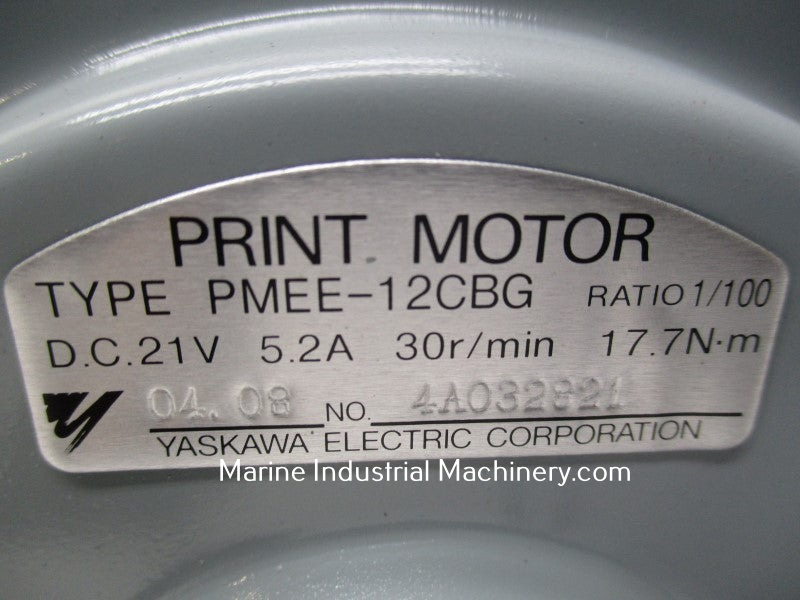 PRINT MOTOR
TYPE PMEE-12CBG RATIO 1/100
D.C.21V 5.2A 30r/min 17.7N·m
04.08 NO. 4A032821
YASKAWA ELECTRIC CORPORATION
Marine Industrial Machinery.com